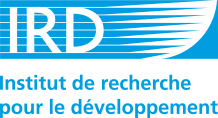 IRD
Institut de recherche
pour le développement